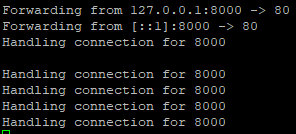 Forwarding from 127.0.0.1:8000 -> 80
Forwarding from [::1]:8000 -> 80
Handling connection for 8000
Handling connection for 8000
Handling connection for 8000
Handling connection for 8000
Handling connection for 8000